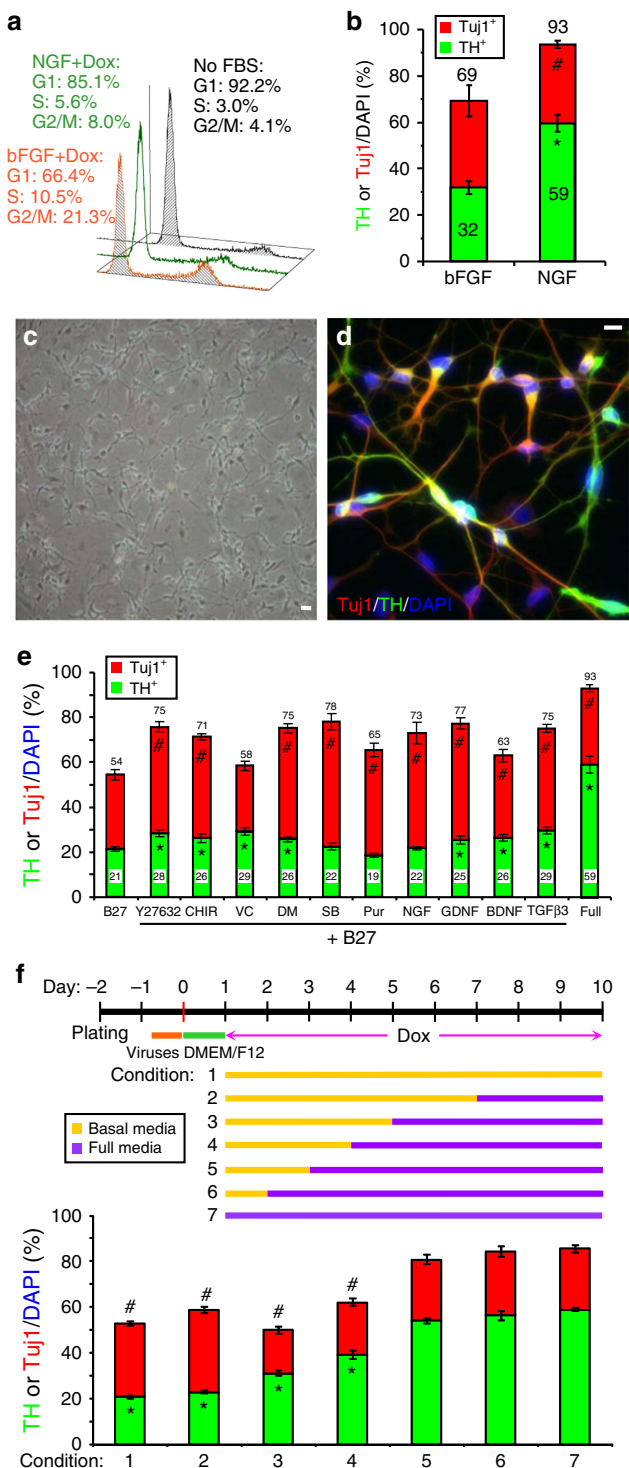 a
NGF+Dox:
G1: 85.1%
S: 5.6%
G2/M: 8.0%
No FBS:
G1: 92.2%
S: 3.0%
G2/M: 4.1%
bFGF+Dox:
G1: 66.4%
S: 10.5%
G2/M: 21.3%
b
Tuj1+
TH+
TH or Tuj1/DAPI (%)
100
80
60
40
20
0
69
93
#
*
32
59
bFGF
NGF
c
d
Tuj1/TH/DAPI
e
Tuj1+
TH+
TH or Tuj1/DAPI (%)
100
80
60
40
20
0
54 75 71 58 75 78 65 73 77 63 75 93
# # # # # # # # #
* * * * * * * *
21 28 26 29 26 22 19 22 25 26 29 59
B27 Y27632 CHIR VC DM SB Pur NGF GDNF BDNF TGFβ3 Full
+ B27
f
Day: −2 −1 0 1 2 3 4 5 6 7 8 9 10
Plating
Viruses DMEM/F12
Dox
Condition: 1
2
3
4
5
6
7
Basal media
Full media
TH or Tuj1/DAPI (%)
100
80
60
40
20
0
# # # #
* * * *
Condition: 1 2 3 4 5 6 7